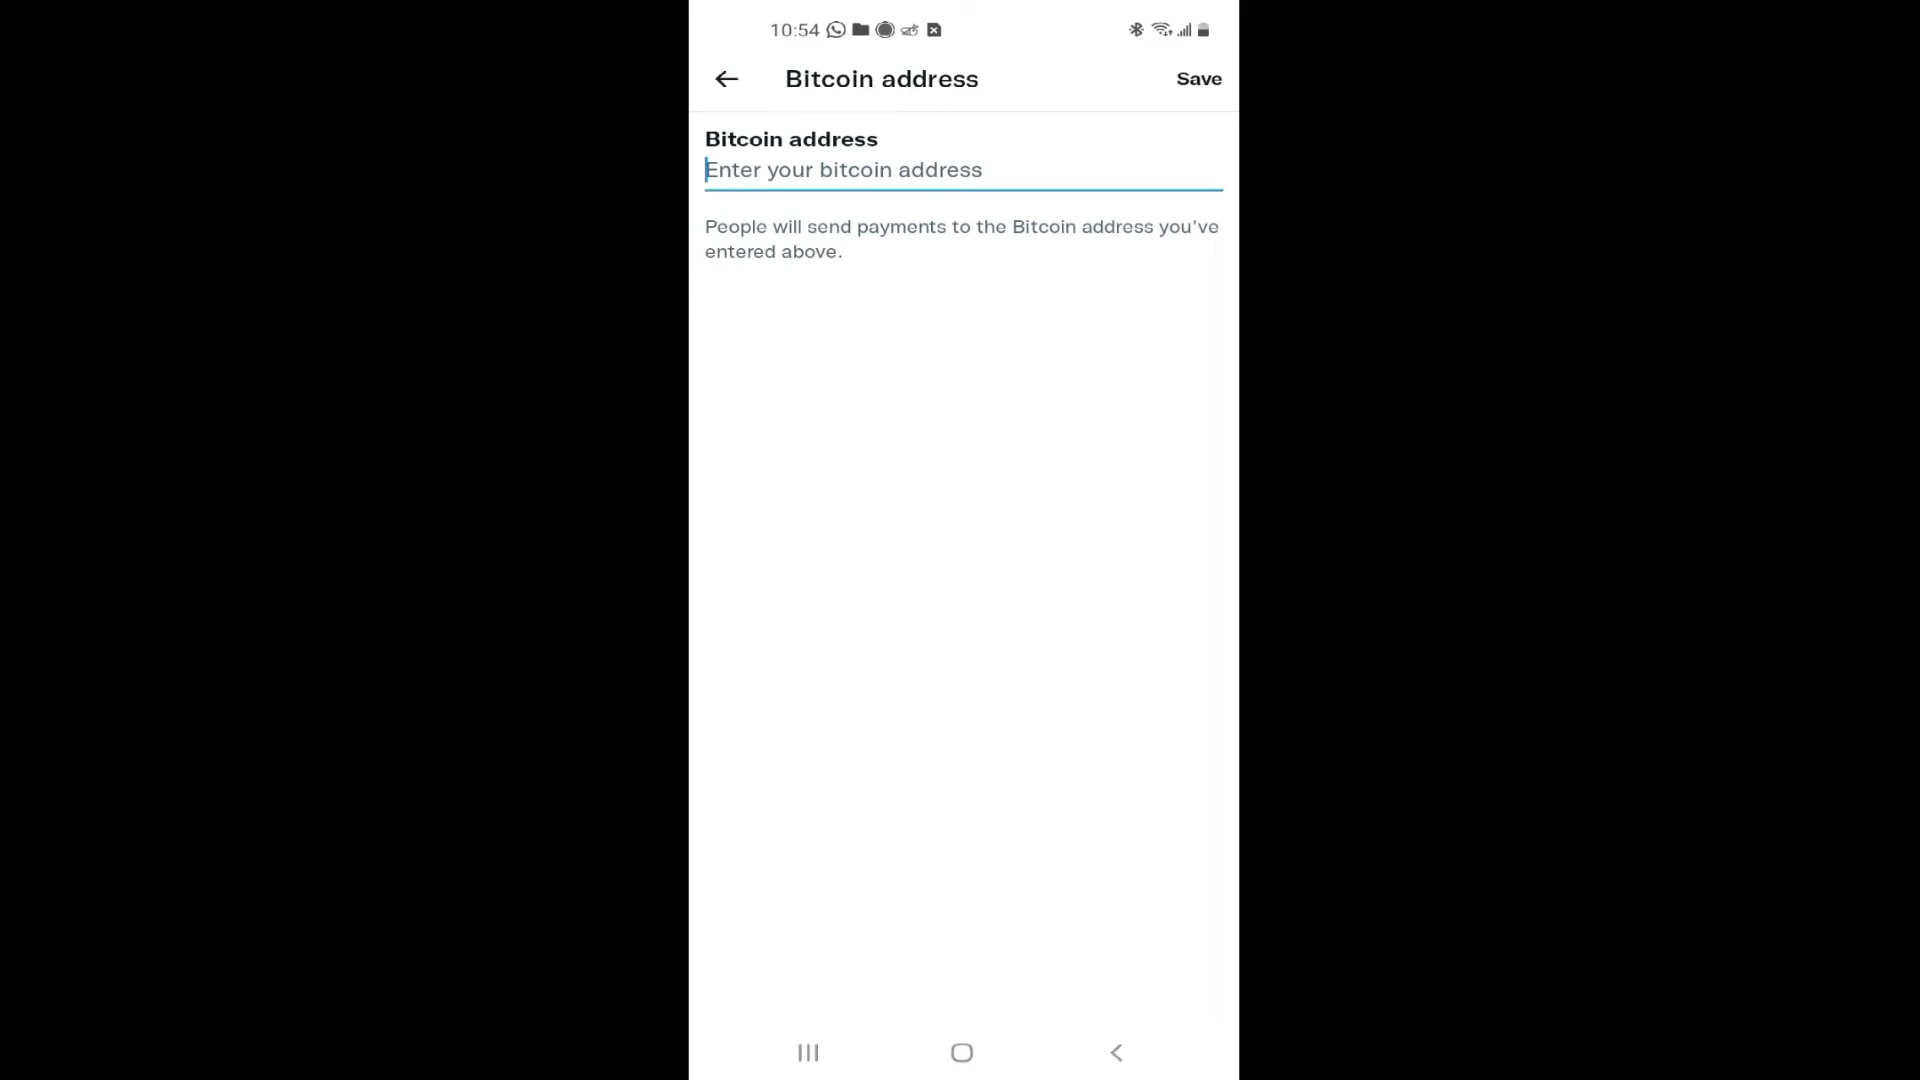 10:54
Bitcoin address
Save
Bitcoin address
Enter your bitcoin address
People will send payments to the Bitcoin address you've
entered above.